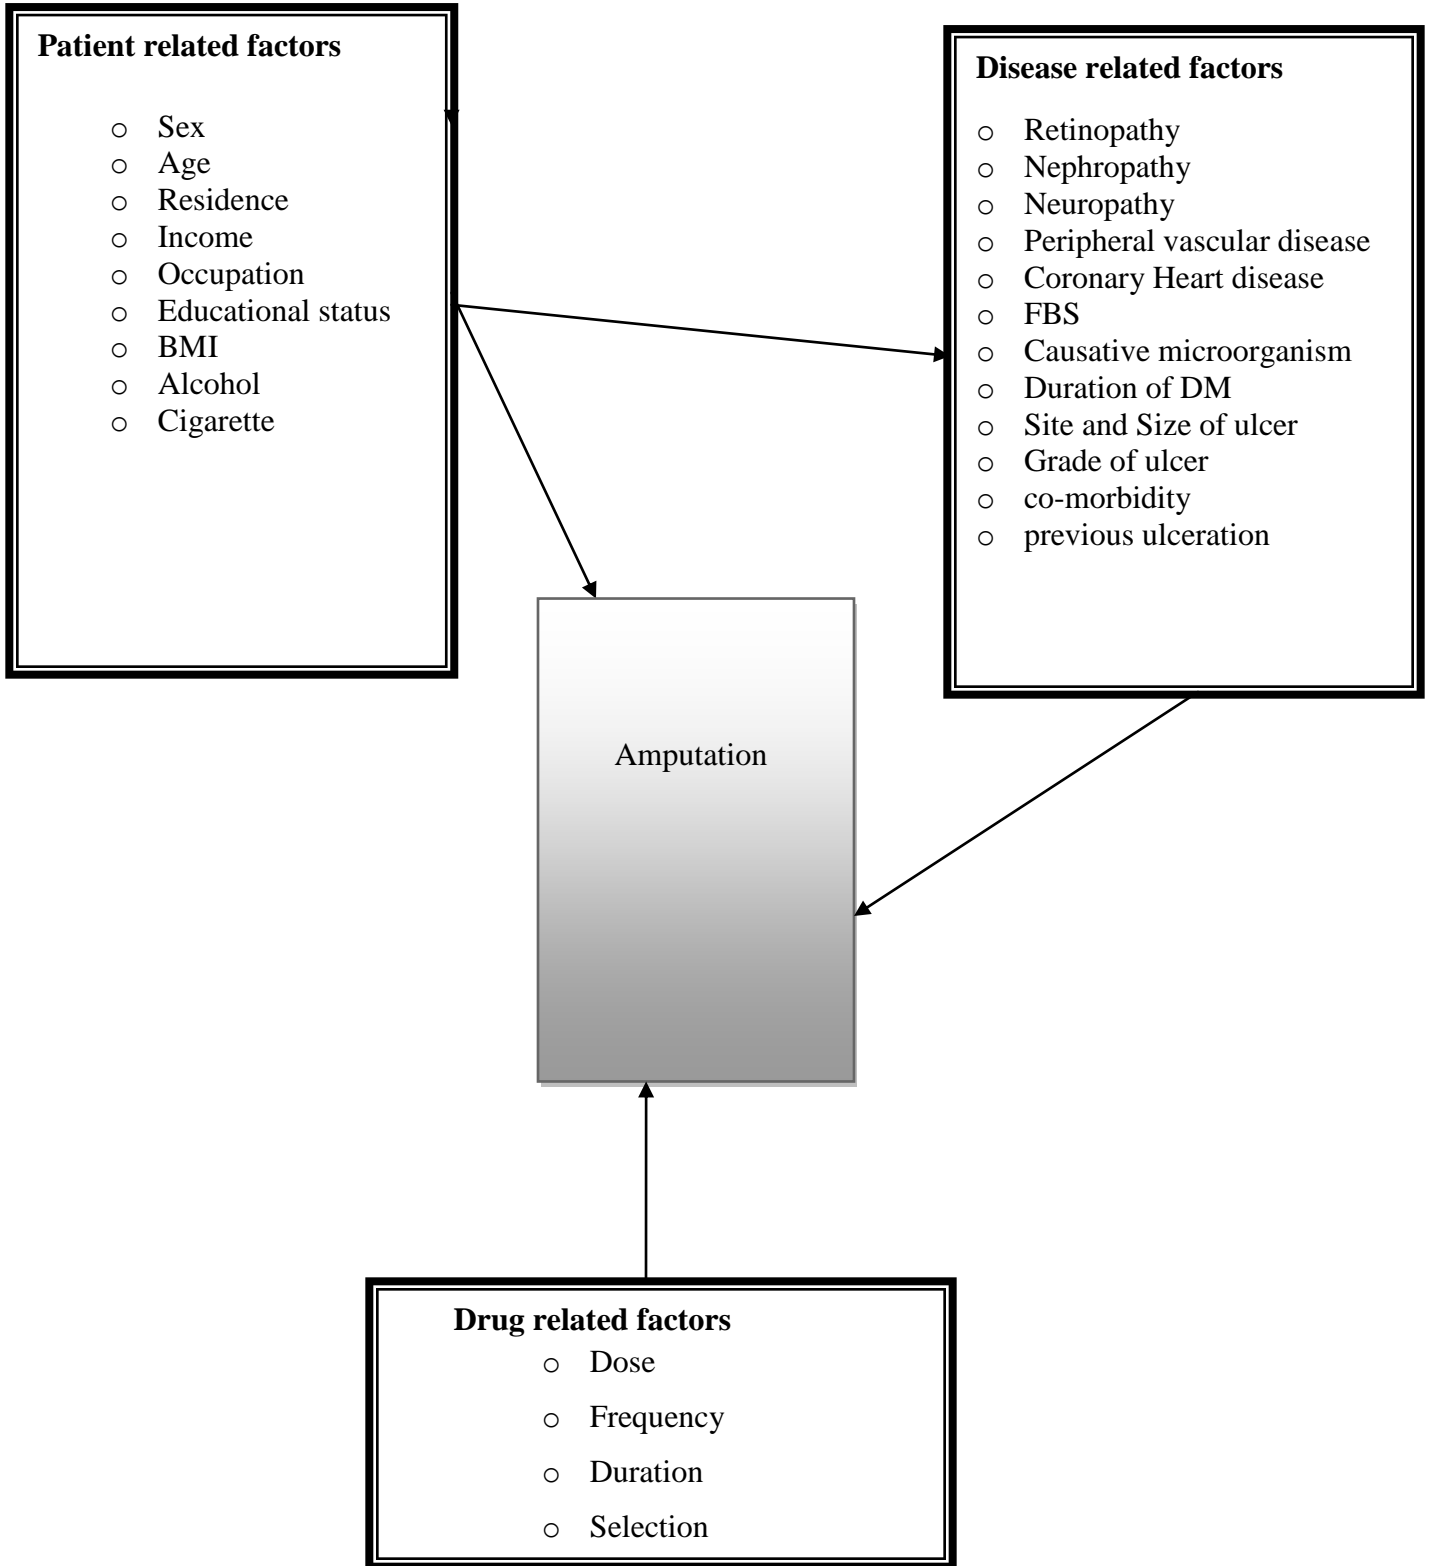 Patient related factors
o Sex
o Age
o Residence
o Income
o Occupation
o Educational status
o BMI
o Alcohol
o Cigarette
Disease related factors
o Retinopathy
o Nephropathy
o Neuropathy
o Peripheral vascular disease
o Coronary Heart disease
o FBS
o Causative microorganism
o Duration of DM
o Site and Size of ulcer
o Grade of ulcer
o co-morbidity
o previous ulceration
Amputation
Drug related factors
o Dose
o Frequency
o Duration
o Selection